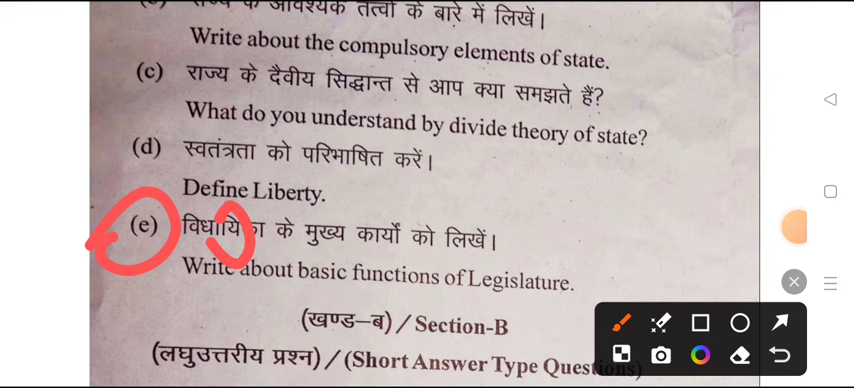 के आवश्यक तत्वों के बारे में लिखें।
Write about the compulsory elements of state.
(c) राज्य के दैवीय सिद्धान्त से आप क्या समझते हैं?
What do you understand by divide theory of state?
(d) स्वतंत्रता को परिभाषित करें।
Define Liberty.
(e) विधायिका के मुख्य कार्यों को लिखें।
Write about basic functions of Legislature.
(खण्ड–ब) / Section-B
(लघुउत्तरीय प्रश्न) / (Short Answer Type Questions)